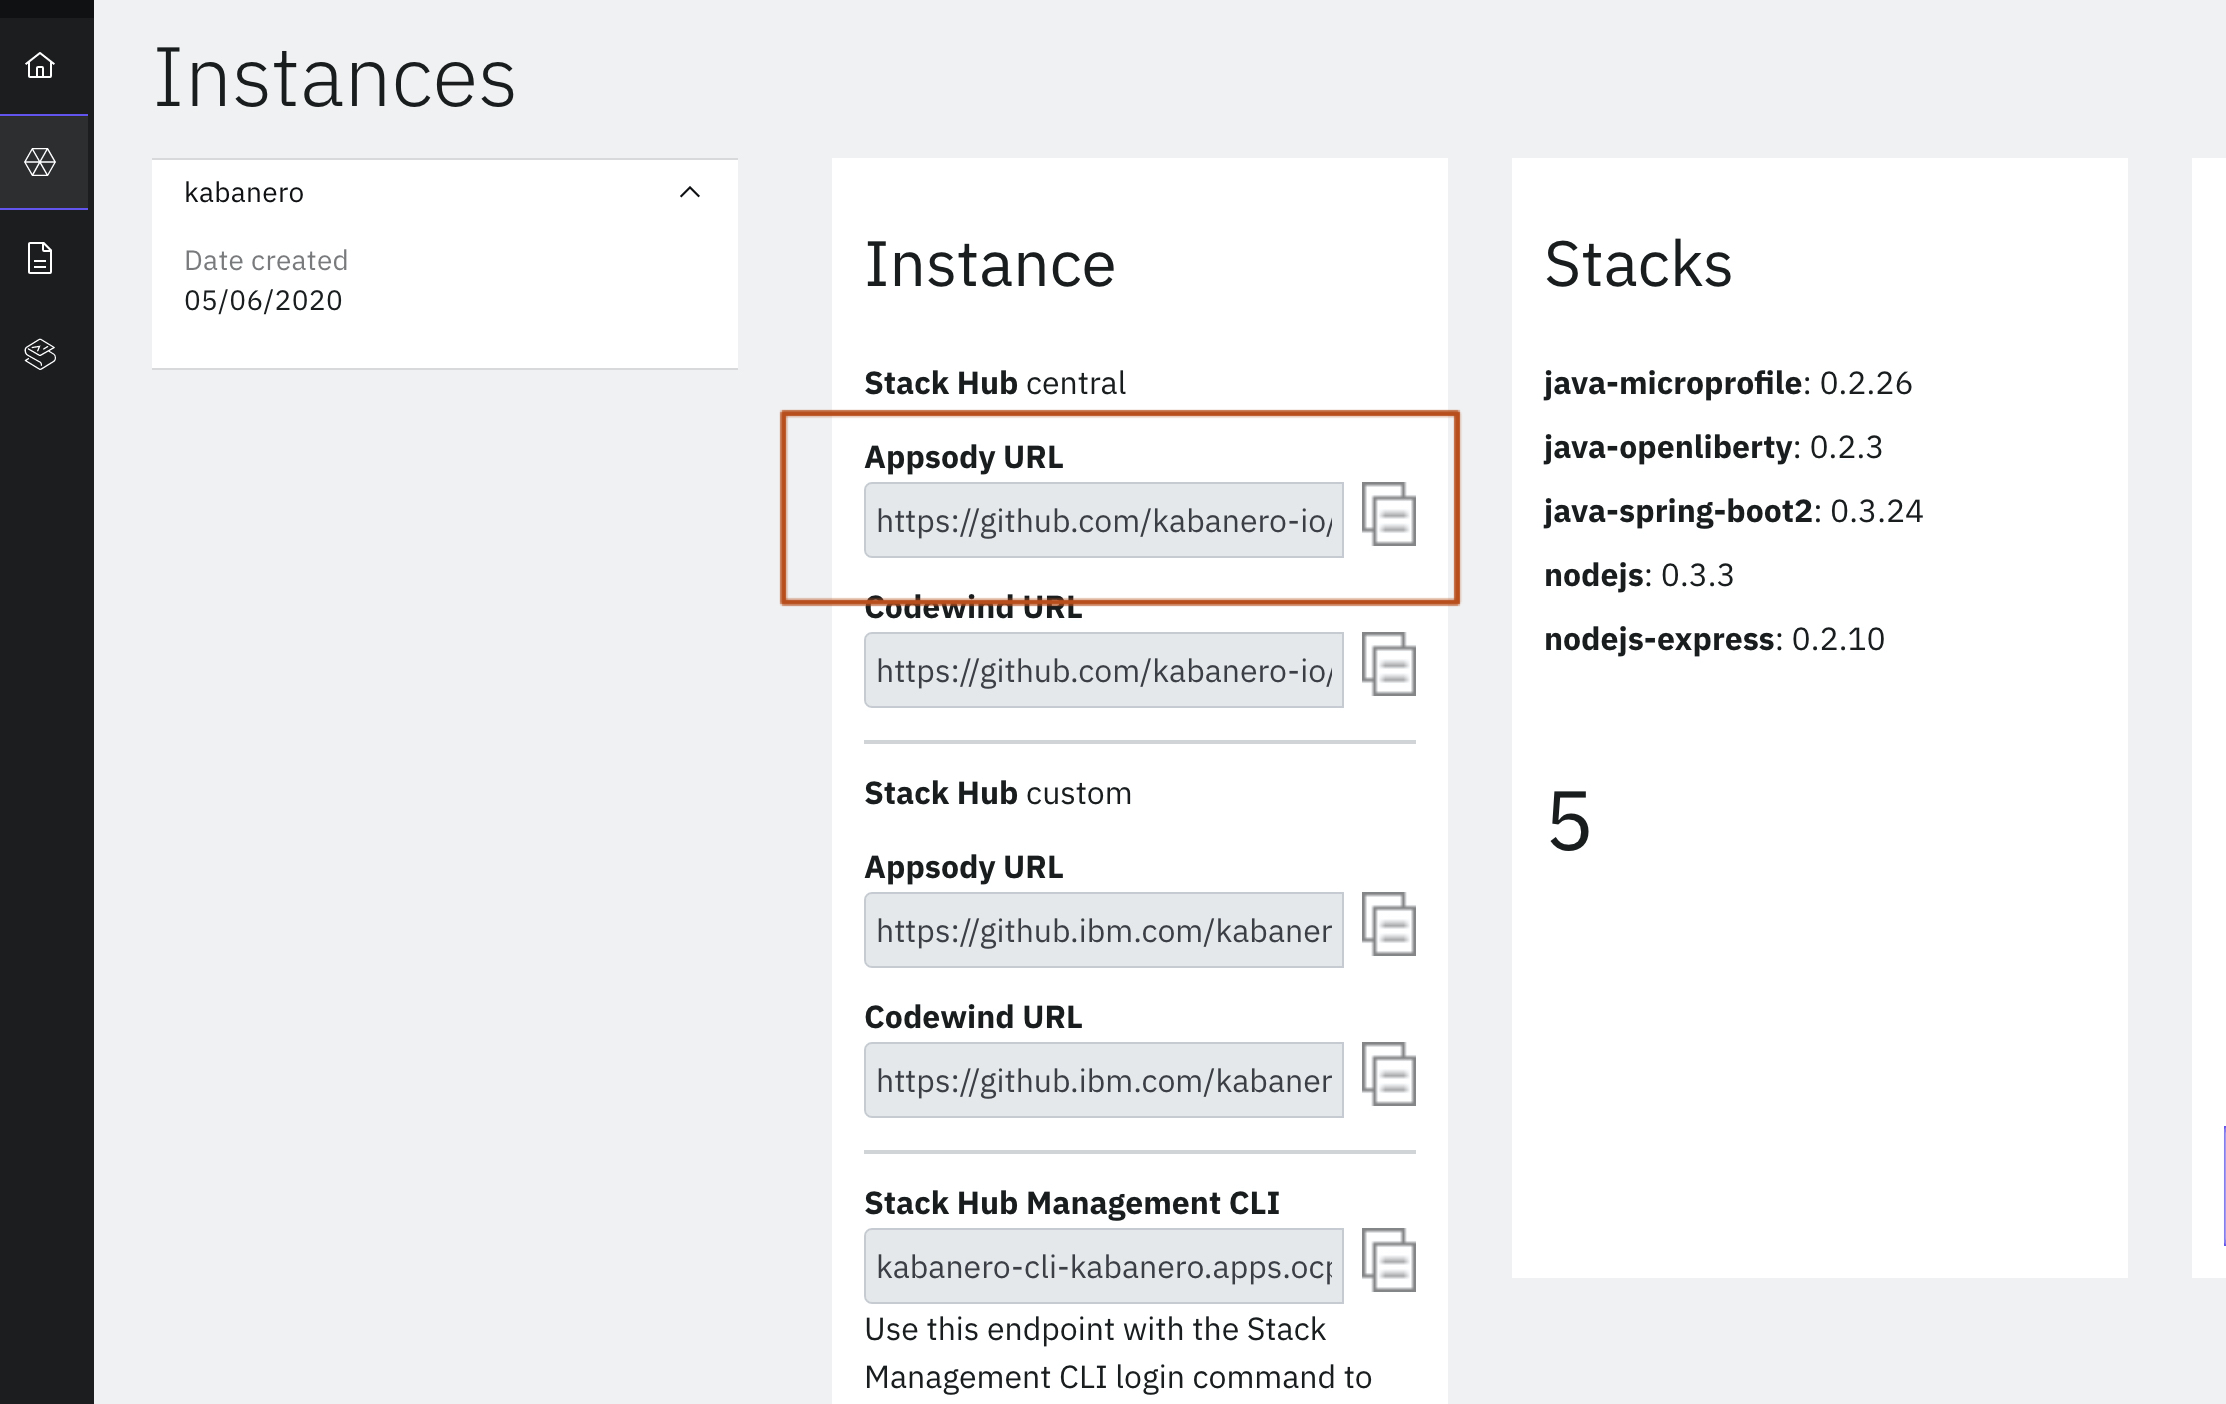 Instances
kabanero
Date created
05/06/2020
Instance
Stack Hub central
Appsody URL
https://github.com/kabanero-io/
Codewind URL
https://github.com/kabanero-io/
Stack Hub custom
Appsody URL
https://github.ibm.com/kabaner
Codewind URL
https://github.ibm.com/kabaner
Stack Hub Management CLI
kabanero-cli-kabanero.apps.ocp
Use this endpoint with the Stack
Management CLI login command to
Stacks
java-microprofile: 0.2.26
java-openliberty: 0.2.3
java-spring-boot2: 0.3.24
nodejs: 0.3.3
nodejs-express: 0.2.10
5